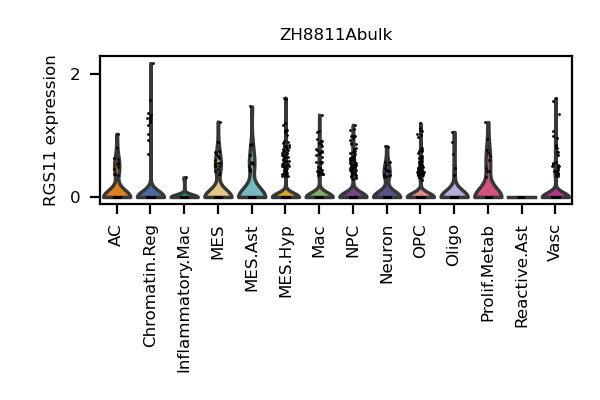 ZH8811Abulk
RGS11 expression
2
0
AC
Chromatin.Reg
Inflammatory.Mac
MES
MES.Ast
MES.Hyp
Mac
NPC
Neuron
OPC
Oligo
Prolif.Metab
Reactive.Ast
Vasc